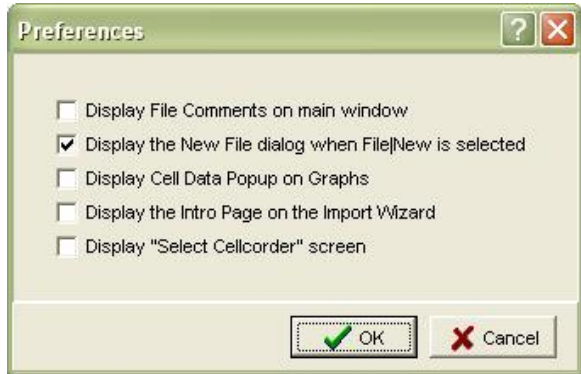 Preferences
Display File Comments on main window
Display the New File dialog when File|New is selected
Display Cell Data Popup on Graphs
Display the Intro Page on the Import Wizard
Display "Select Cellcorder" screen
OK
Cancel